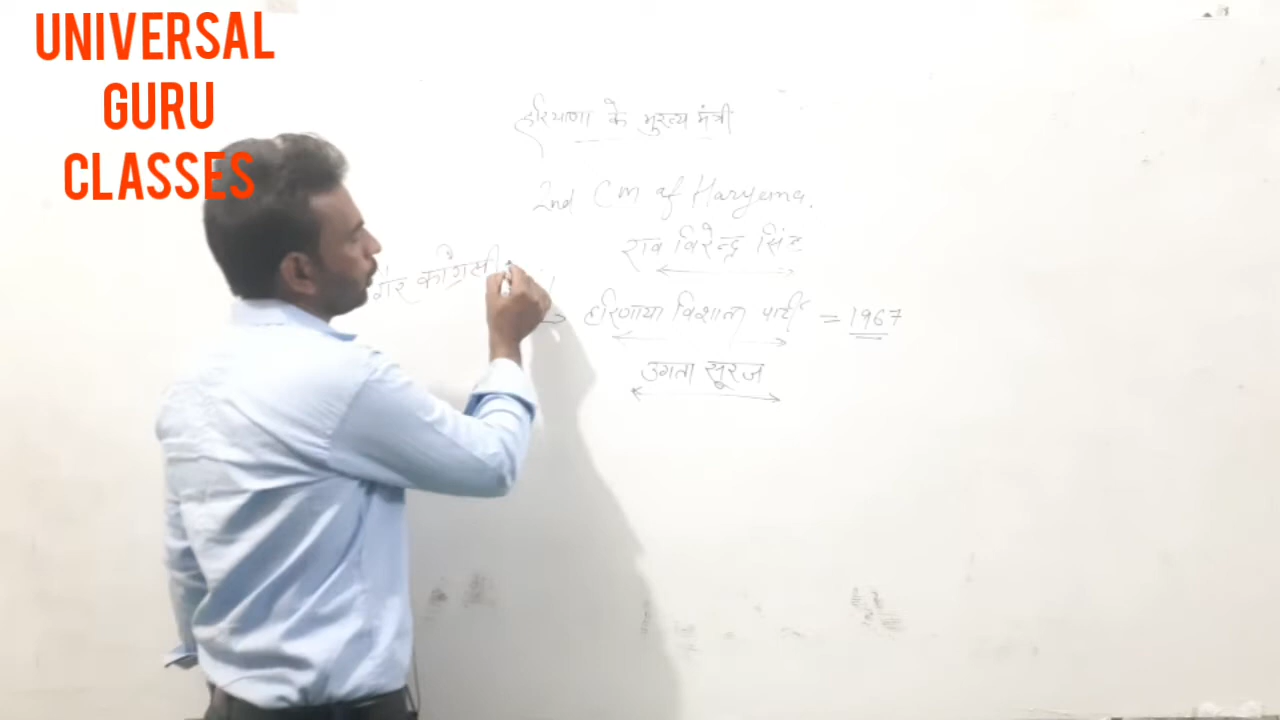 UNIVERSAL
GURU
CLASSES
हरियाणा के मुख्य मंत्री
2nd CM of Haryana.
राव विरेन्द्र सिंह
गैर कांग्रेसी
हरिणाया विशाल पार्टी = 1967
उगता सूरज